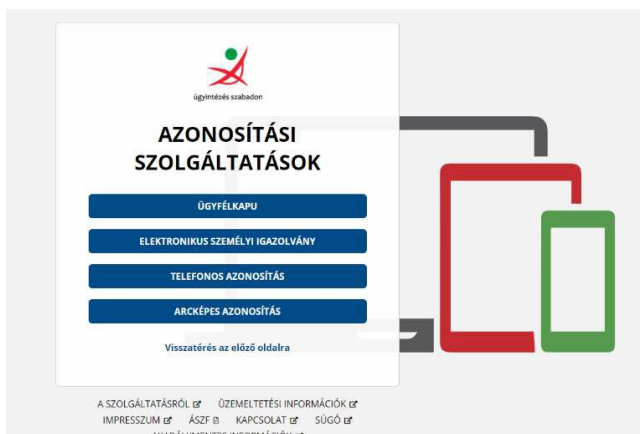 ügyintézés szabadon
AZONOSÍTÁSI
SZOLGÁLTATÁSOK
ÜGYFÉLKAPU
ELEKTRONIKUS SZEMÉLYI IGAZOLVÁNY
TELEFONOS AZONOSÍTÁS
ARCKÉPES AZONOSÍTÁS
Visszatérés az előző oldalra
A SZOLGÁLTATÁSRÓL ÜZEMELTETÉSI INFORMÁCIÓK
IMPRESSZUM ÁSZF KAPCSOLAT SÚGÓ